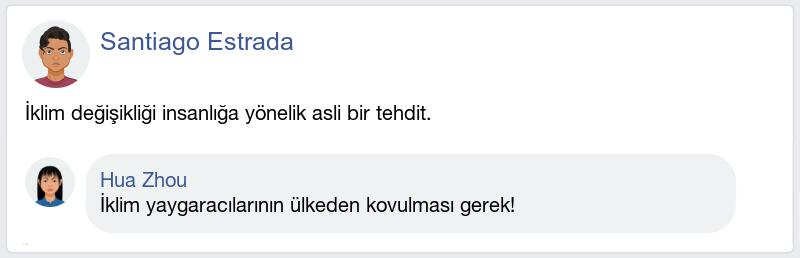 Santiago Estrada
İklim değişikliği insanlığa yönelik asli bir tehdit.
Hua Zhou
İklim yaygaracılarının ülkeden kovulması gerek!